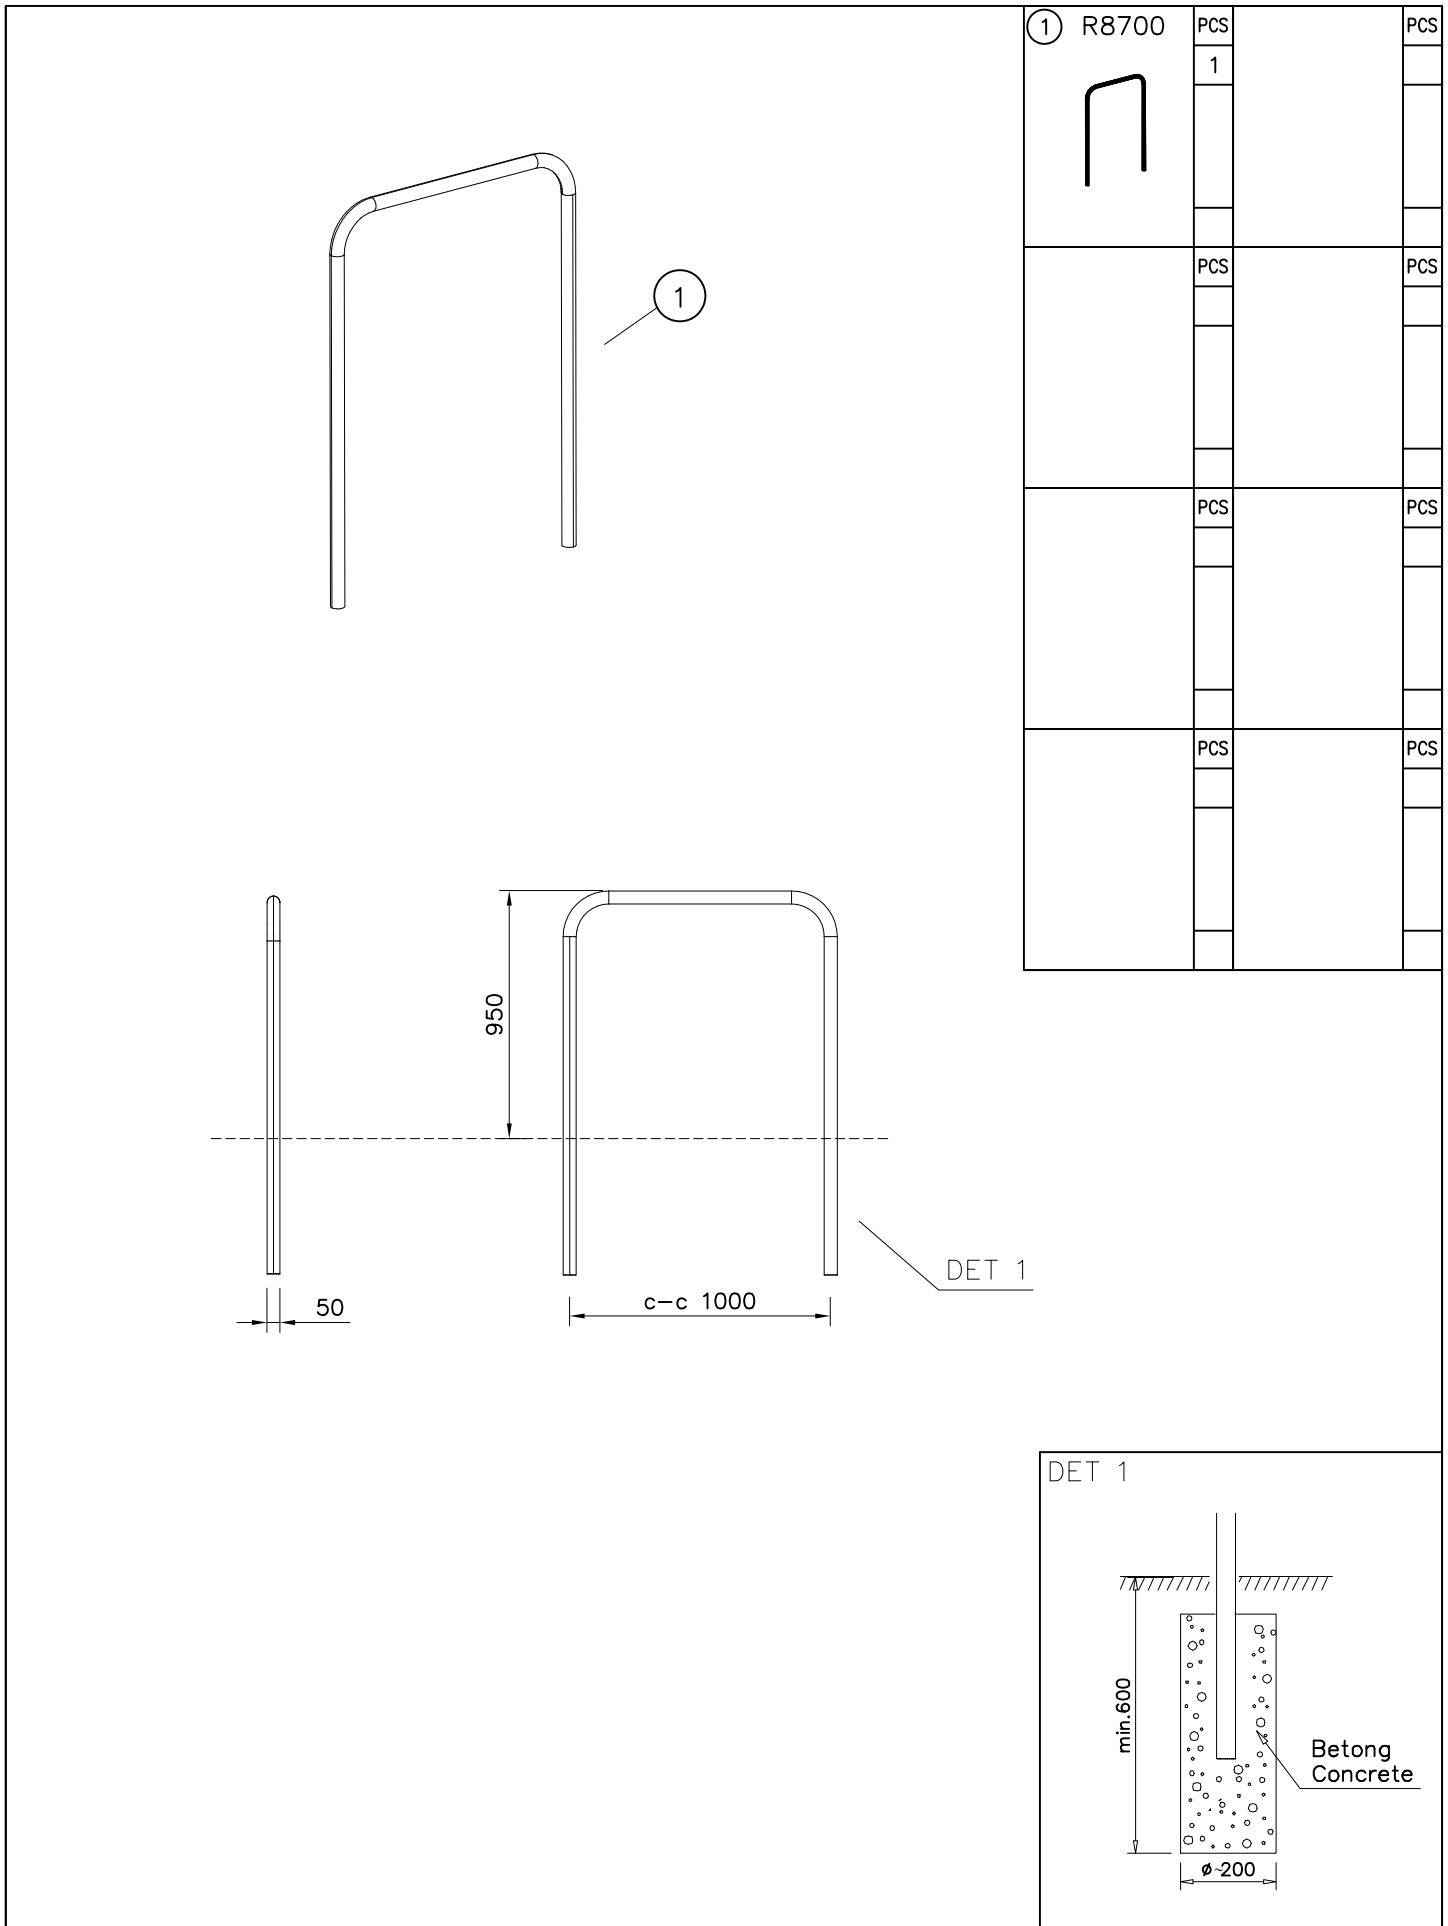 1 R8700 PCS PCS
1
1
PCS PCS
PCS PCS
PCS PCS
950
DET 1
50
c-c 1000
DET 1
min.600
Betong
Concrete
ø~200